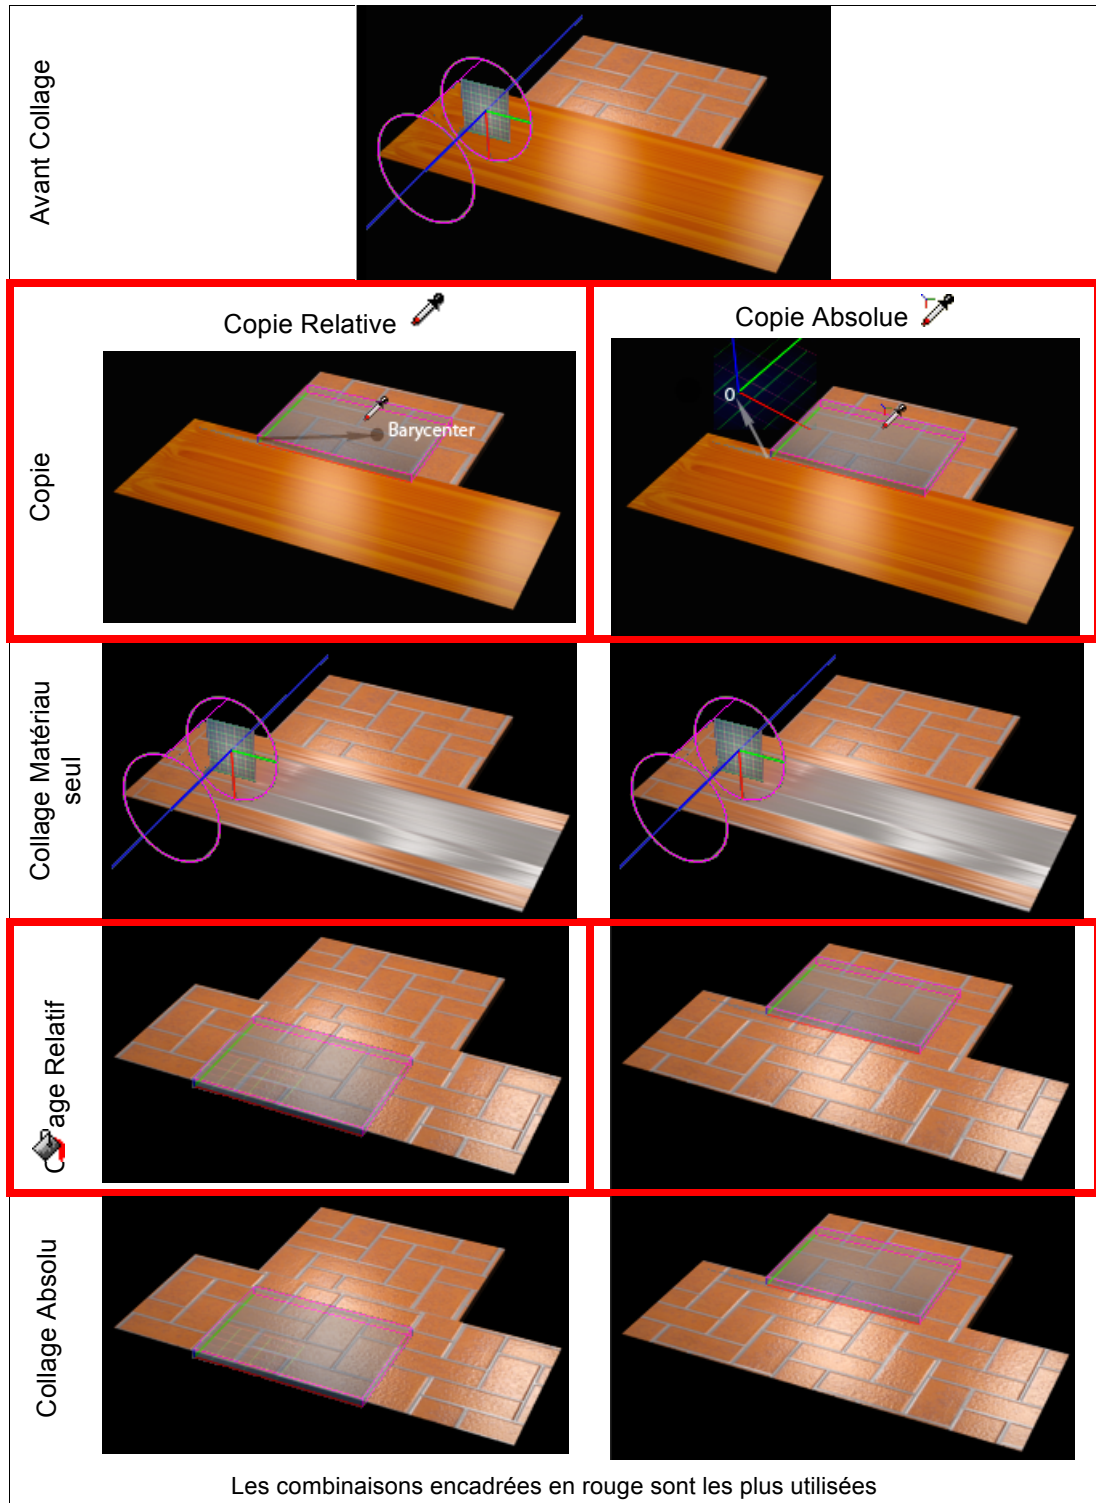 Avant Collage
Copie Relative
Copie Absolue
Copie
Barycenter
0
Collage Matériau
seul
age Relatif
Collage Absolu
Les combinaisons encadrées en rouge sont les plus utilisées